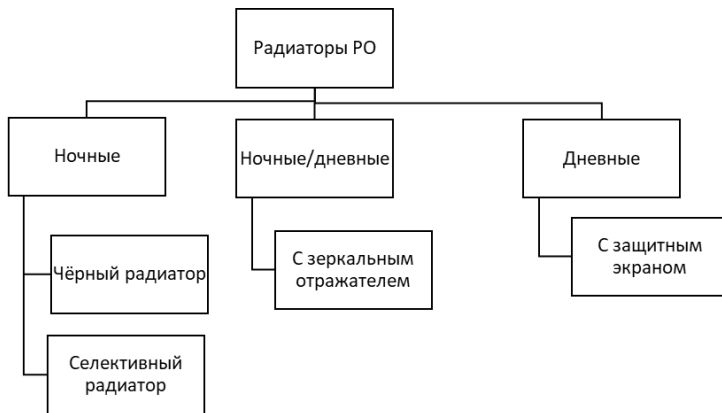 Радиаторы РО
Ночные
Ночные/дневные
Дневные
Чёрный радиатор
С зеркальным
отражателем
С защитным
экраном
Селективный
радиатор